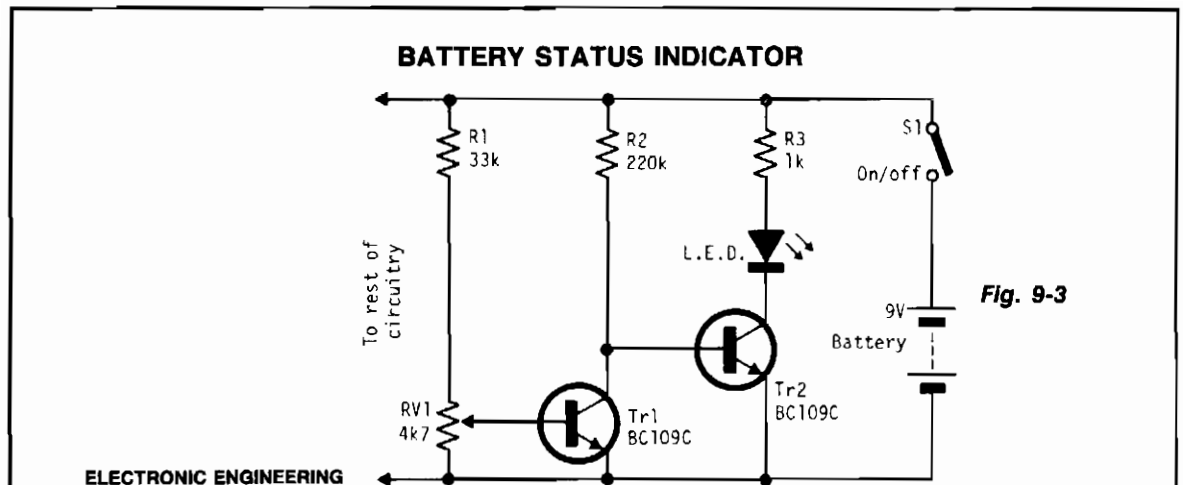 BATTERY STATUS INDICATOR
R1
33k
R2
220k
R3
1k
S1
On/off
L.E.D.
To rest of
circuitry
Fig. 9-3
9V
Battery
RV1
4k7
Tr1
BC109C
Tr2
BC109C
ELECTRONIC ENGINEERING